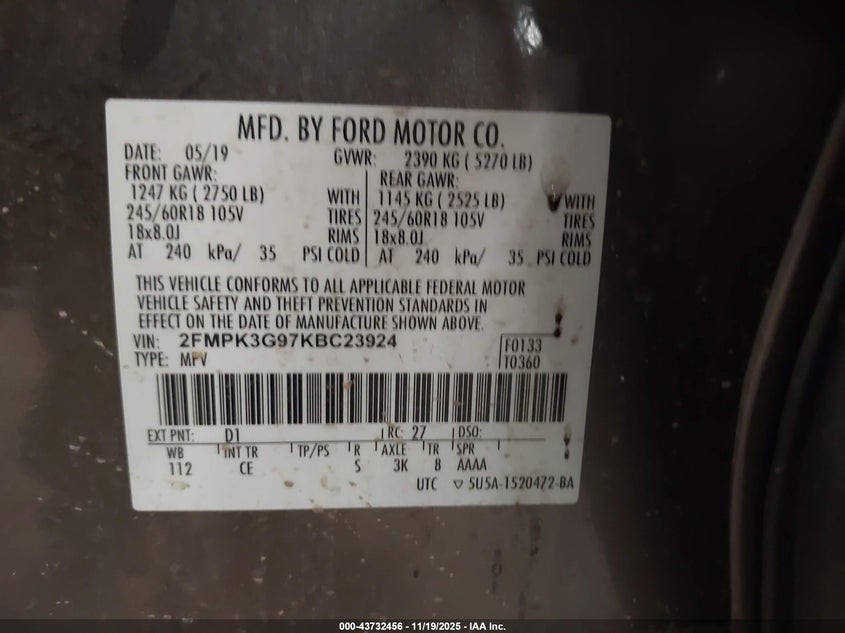 MFD. BY FORD MOTOR CO.
DATE: 05/19 GVWR: 2390 KG ( 5270 LB)
FRONT GAWR: REAR GAWR:
1247 KG ( 2750 LB) WITH 1145 KG ( 2525 LB) WITH
245/60R18 105V TIRES 245/60R18 105V TIRES
18x8.0J RIMS 18x8.0J RIMS
AT 240 kPa/ 35 PSI COLD AT 240 kPa/ 35 PSI COLD
THIS VEHICLE CONFORMS TO ALL APPLICABLE FEDERAL MOTOR
VEHICLE SAFETY AND THEFT PREVENTION STANDARDS IN
EFFECT ON THE DATE OF MANUFACTURE SHOWN ABOVE.
VIN: 2FMPK3G97KBC23924 F0133
TYPE: MPV T0360
EXT PNT: D1 RC: 27 DSO:
WB INT TR TP/PS R AXLE TR SPR
112 CE S 3K 8 AAAA
UTC ▽ 5U5A-1520472-BA
000-43732456 - 11/19/2025 - IAA Inc.